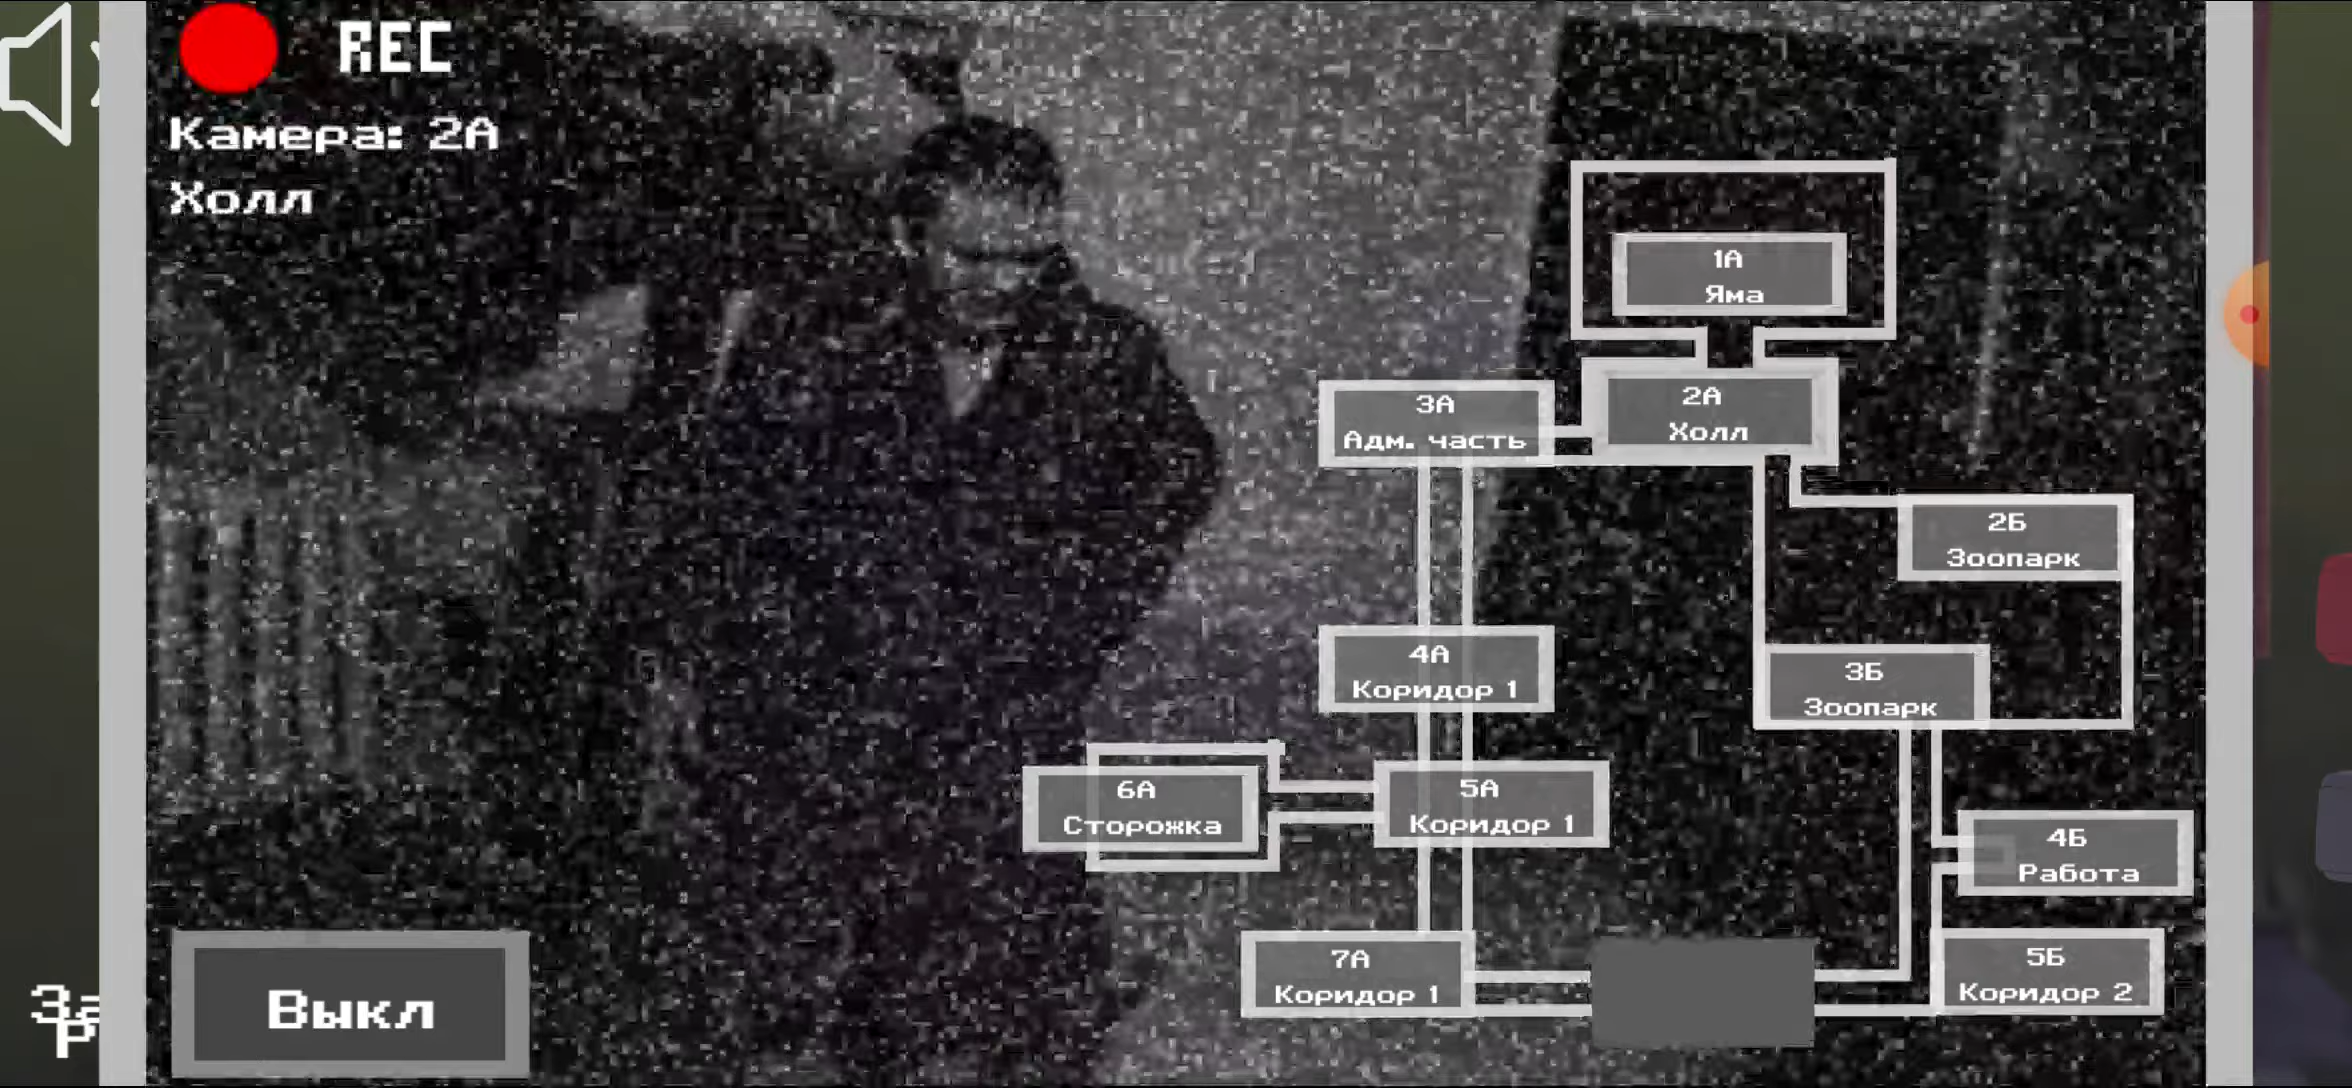 REC
Камера: 2А
Холл
1А
Яма
2А
Холл
3А
Адм. часть
2Б
Зоопарк
4А
Коридор 1
3Б
Зоопарк
6А
Сторожка
5А
Коридор 1
4Б
Работа
7А
Коридор 1
5Б
Коридор 2
Выкл